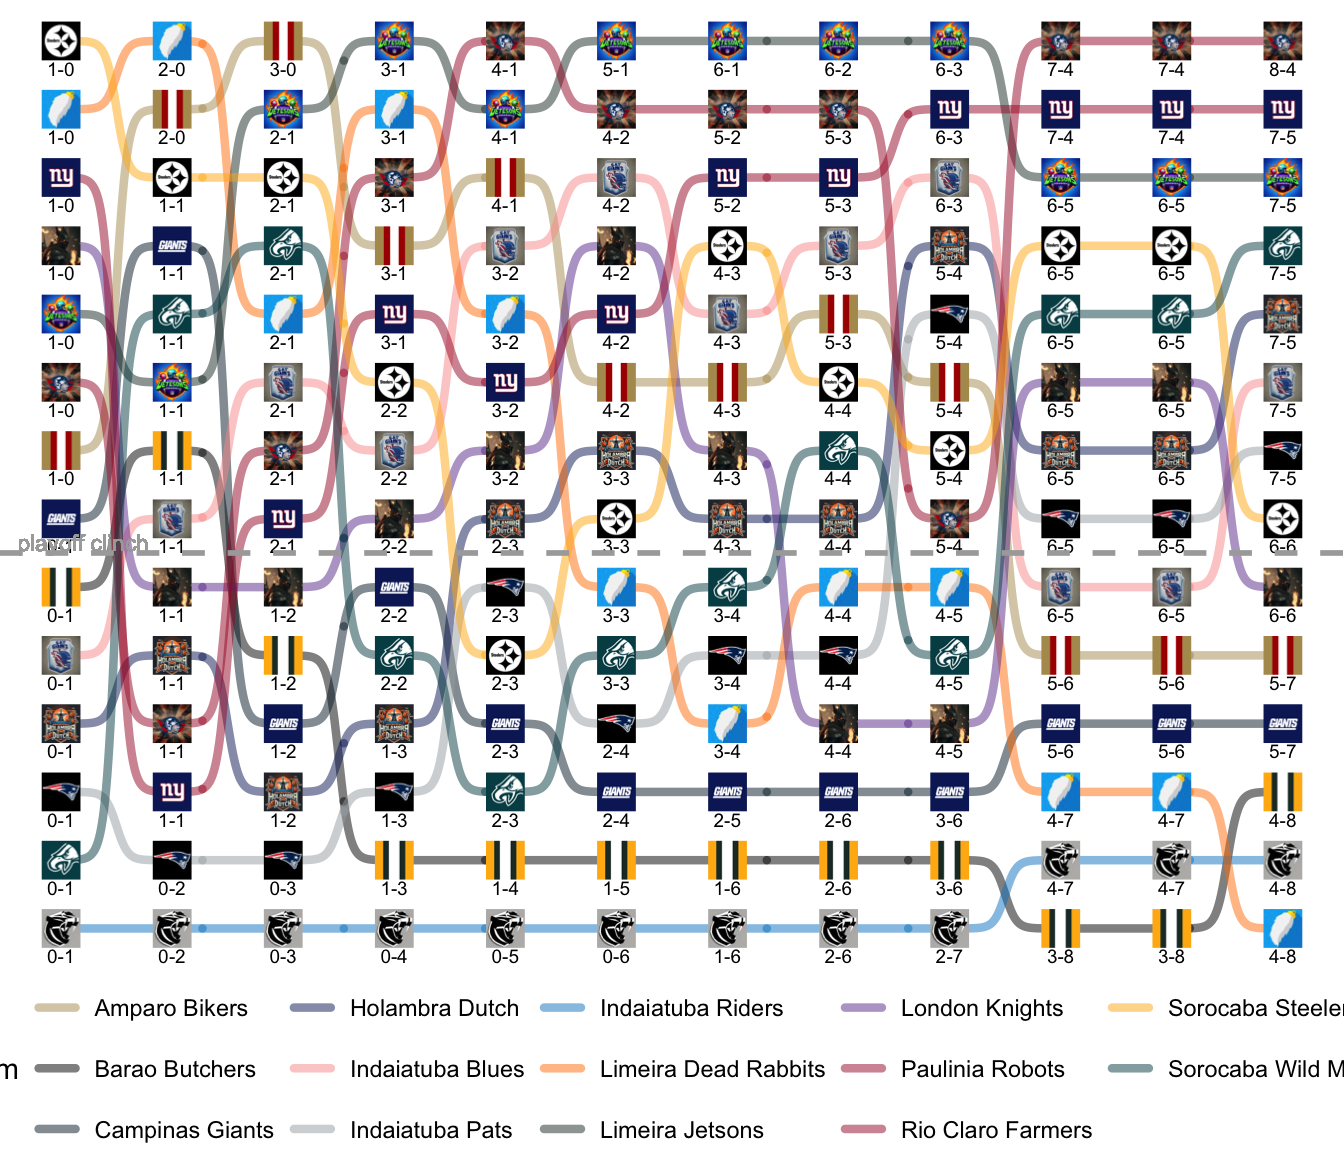 1-0 2-0 3-0 3-1 4-1 5-1 6-1 6-2 6-3 7-4 7-4 8-4
1-0 2-0 2-1 3-1 4-1 4-2 5-2 5-3 6-3 7-4 7-4 7-5
1-0 1-1 2-1 3-1 4-1 4-2 5-2 5-3 6-3 6-5 6-5 7-5
1-0 1-1 2-1 3-1 3-2 4-2 4-3 5-3 5-4 6-5 6-5 7-5
1-0 1-1 2-1 3-1 3-2 4-2 4-3 5-3 5-4 6-5 6-5 7-5
1-0 1-1 2-1 2-2 3-2 4-2 4-3 4-4 5-4 6-5 6-5 7-5
1-0 1-1 2-1 2-2 3-2 3-3 4-3 4-4 5-4 6-5 6-5 7-5
playoff clinch
1-1 2-1 2-2 2-3 3-3 4-3 4-4 5-4 6-5 6-5 6-6
0-1 1-1 1-2 2-2 2-3 3-3 3-4 4-4 4-5 6-5 6-5 6-6
0-1 1-1 1-2 2-2 2-3 3-3 3-4 4-4 4-5 5-6 5-6 5-7
0-1 1-1 1-2 1-3 2-3 2-4 3-4 4-4 4-5 5-6 5-6 5-7
0-1 1-1 1-2 1-3 2-3 2-4 2-5 2-6 3-6 4-7 4-7 4-8
0-1 0-2 0-3 1-3 1-4 1-5 1-6 2-6 3-6 4-7 4-7 4-8
0-1 0-2 0-3 0-4 0-5 0-6 1-6 2-6 2-7 3-8 3-8 4-8
Amparo Bikers Holambra Dutch Indaiatuba Riders London Knights Sorocaba Steeler
m Barao Butchers Indaiatuba Blues Limeira Dead Rabbits Paulinia Robots Sorocaba Wild M
Campinas Giants Indaiatuba Pats Limeira Jetsons Rio Claro Farmers